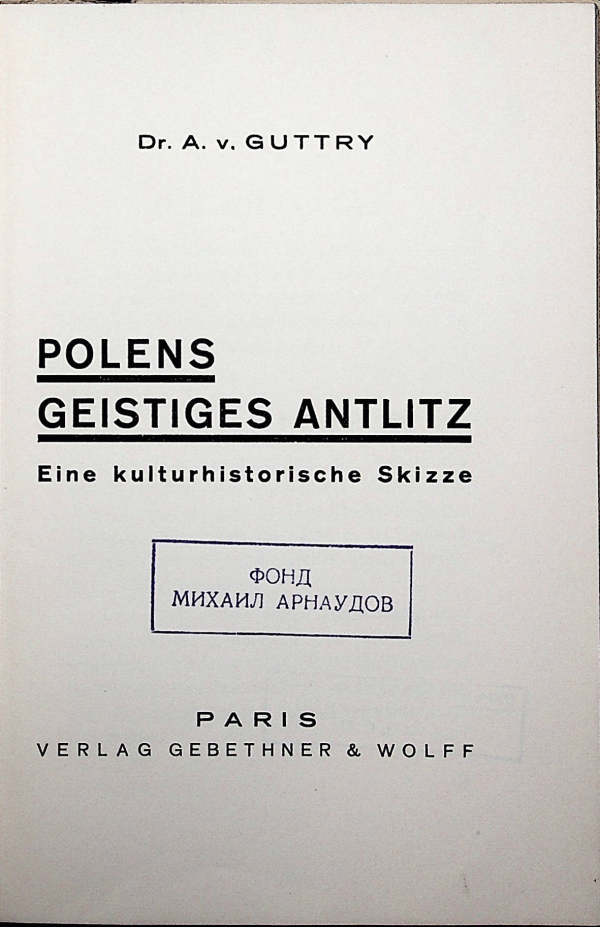 Dr. A. v. GUTTRY
POLENS
GEISTIGES ANTLITZ
Eine kulturhistorische Skizze
ФОНД
МИХАИЛ АРНАУДОВ
PARIS
VERLAG GEBETHNER & WOLFF